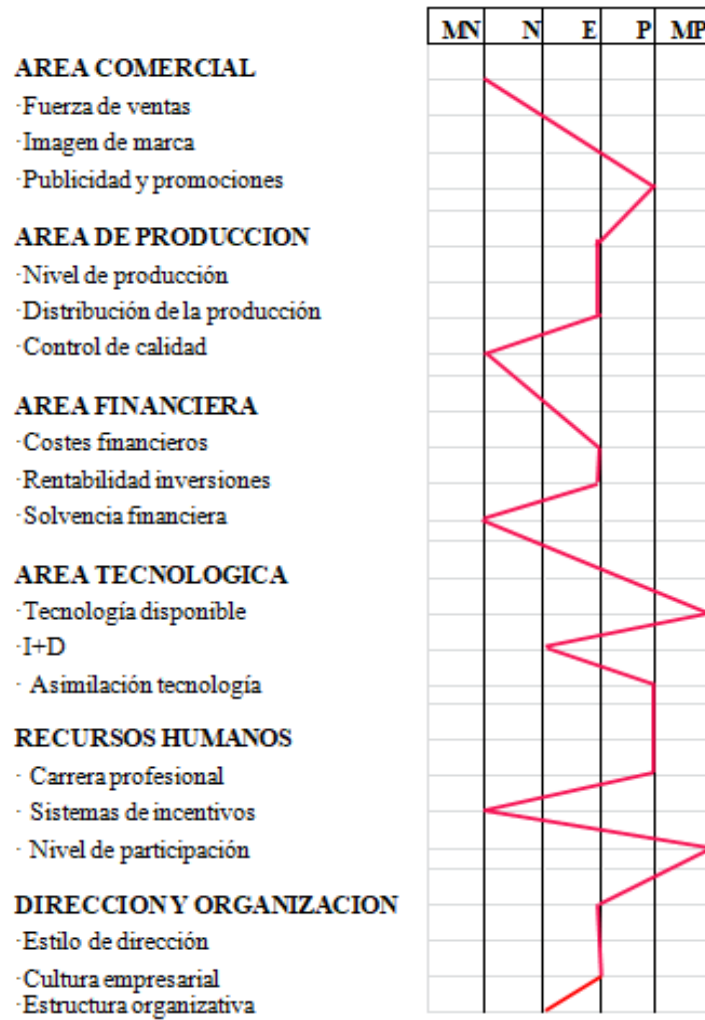 MN N E P MP
AREA COMERCIAL
·Fuerza de ventas
·Imagen de marca
·Publicidad y promociones
AREA DE PRODUCCION
·Nivel de producción
·Distribución de la producción
·Control de calidad
AREA FINANCIERA
·Costes financieros
·Rentabilidad inversiones
·Solvencia financiera
AREA TECNOLOGICA
·Tecnología disponible
·I+D
· Asimilación tecnología
RECURSOS HUMANOS
· Carrera profesional
· Sistemas de incentivos
· Nivel de participación
DIRECCION Y ORGANIZACION
·Estilo de dirección
·Cultura empresarial
·Estructura organizativa